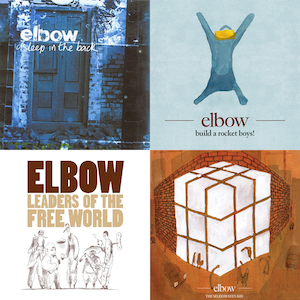 elbow
asleep in the back
elbow
build a rocket boys!
ELBOW
LEADERS OF THE
FREE WORLD
elbow
THE SELDOM SEEN KID